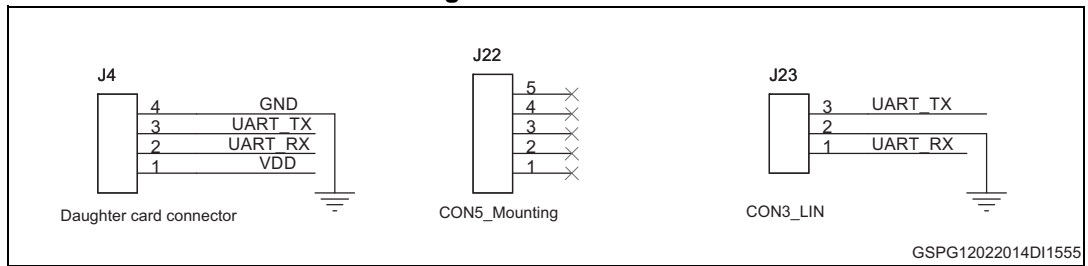 J4
4 GND
3 UART_TX
2 UART_RX
1 VDD
Daughter card connector
J22
5
4
3
2
1
CON5_Mounting
J23
3 UART_TX
2
1 UART_RX
CON3_LIN
GSPG12022014DI1555